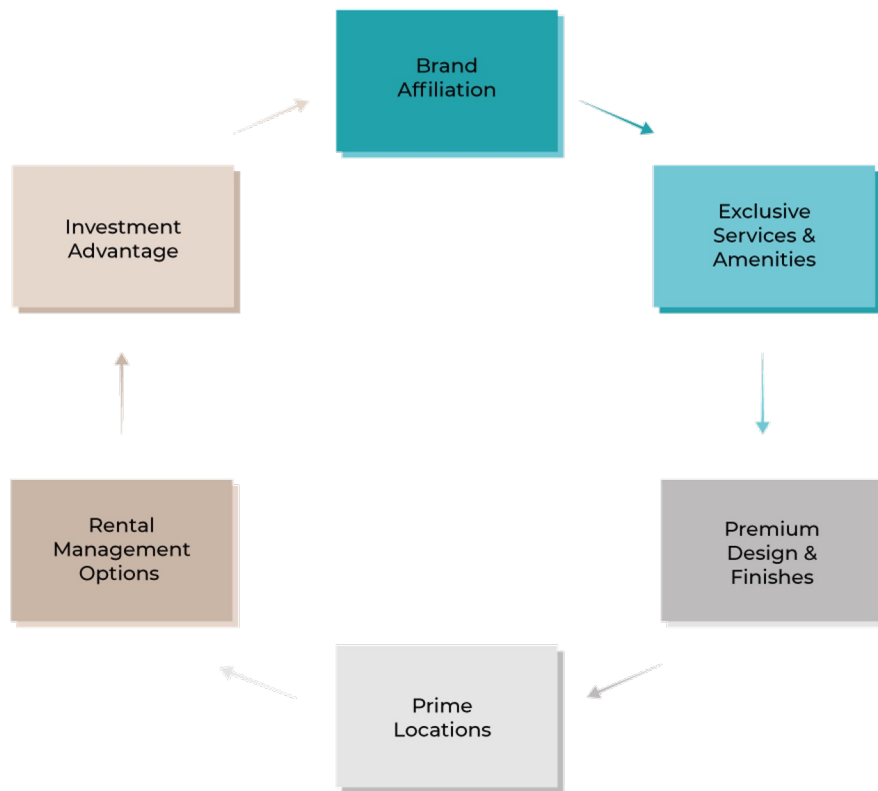 Brand
Affiliation
Exclusive
Services &
Amenities
Premium
Design &
Finishes
Prime
Locations
Rental
Management
Options
Investment
Advantage